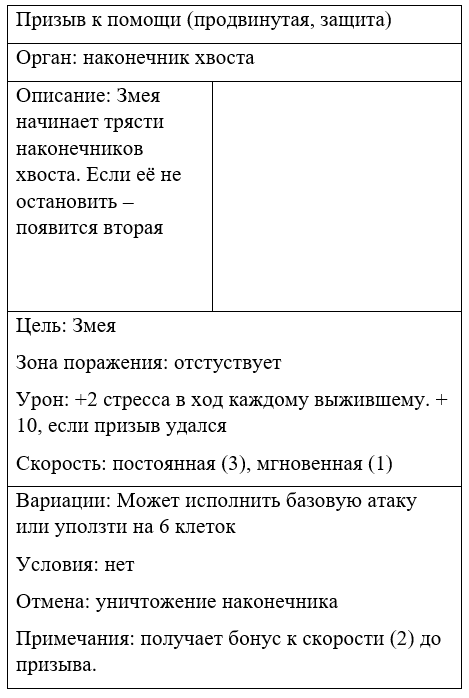 Призыв к помощи (продвинутая, защита)
Орган: наконечник хвоста
Описание: Змея
начинает трясти
наконечников
хвоста. Если её не
остановить –
появится вторая
Цель: Змея
Зона поражения: отстуствует
Урон: +2 стресса в ход каждому выжившему. +
10, если призыв удался
Скорость: постоянная (3), мгновенная (1)
Вариации: Может исполнить базовую атаку
или уползти на 6 клеток
Условия: нет
Отмена: уничтожение наконечника
Примечания: получает бонус к скорости (2) до
призыва.